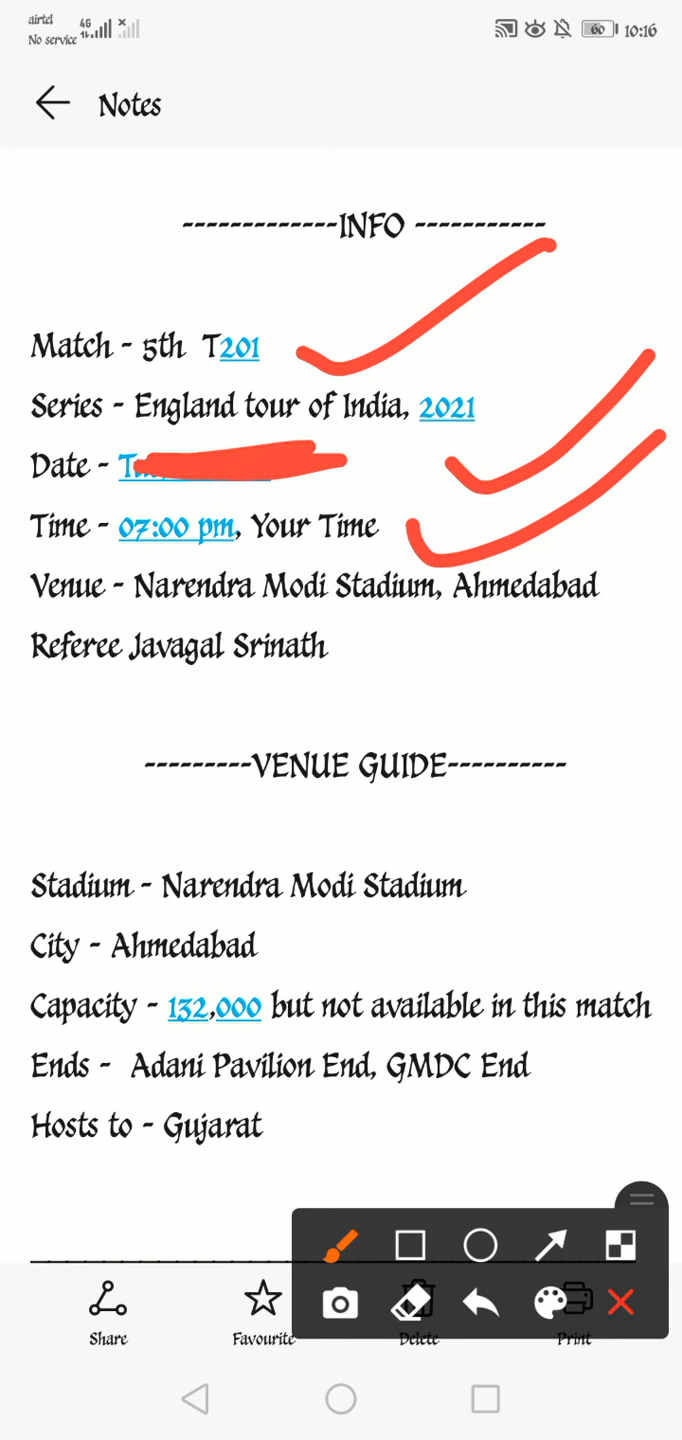 airtel
No service 4G
60 10:16
Notes
-------------INFO -----------
Match - 5th T201
Series - England tour of India, 2021
Date -
Time - 07:00 pm, Your Time
Venue - Narendra Modi Stadium, Ahmedabad
Referee Javagal Srinath
---------VENUE GUIDE----------
Stadium - Narendra Modi Stadium
City - Ahmedabad
Capacity - 132,000 but not available in this match
Ends - Adani Pavilion End, GMDC End
Hosts to - Gujarat
Share Favourite Delete Print